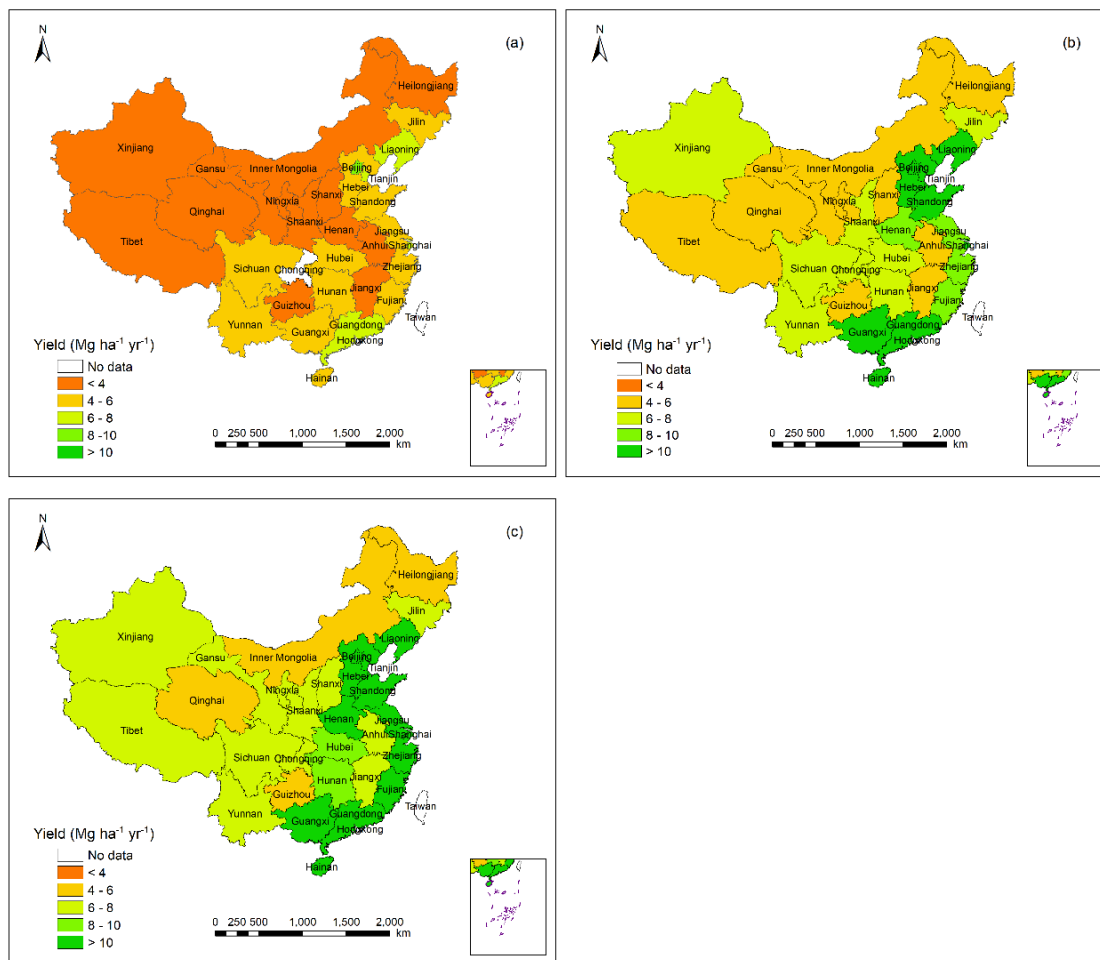 N
(a)
Heilongjiang
Jilin
Liaoning
Xinjiang
Gansu
Inner Mongolia
Beijing
Tianjin
Hebei
Shanxi
Shandong
Ningxia
Qinghai
Shaanxi
Henan
Jiangsu
Tibet
Anhui
Shanghai
Hubei
Sichuan
Chongqing
Zhejiang
Hunan
Jiangxi
Guizhou
Fujian
Yunnan
Guangxi
Guangdong
Hongkong
Taiwan
Hainan
Yield (Mg ha⁻¹ yr⁻¹)
No data
< 4
4 - 6
6 - 8
8 -10
> 10
0 250 500 1,000 1,500 2,000
km
N
(b)
Heilongjiang
Jilin
Liaoning
Xinjiang
Gansu
Inner Mongolia
Beijing
Tianjin
Hebei
Shanxi
Shandong
Ningxia
Qinghai
Shaanxi
Henan
Jiangsu
Tibet
Anhui
Shanghai
Hubei
Sichuan
Chongqing
Zhejiang
Hunan
Jiangxi
Guizhou
Fujian
Yunnan
Guangxi
Guangdong
Hongkong
Taiwan
Hainan
Yield (Mg ha⁻¹ yr⁻¹)
No data
< 4
4 - 6
6 - 8
8 - 10
> 10
0 250 500 1,000 1,500 2,000
km
N
(c)
Heilongjiang
Jilin
Liaoning
Xinjiang
Gansu
Inner Mongolia
Beijing
Tianjin
Hebei
Shanxi
Shandong
Ningxia
Qinghai
Shaanxi
Henan
Jiangsu
Tibet
Anhui
Shanghai
Hubei
Sichuan
Chongqing
Zhejiang
Hunan
Jiangxi
Guizhou
Fujian
Yunnan
Guangxi
Guangdong
Hongkong
Taiwan
Hainan
Yield (Mg ha⁻¹ yr⁻¹)
No data
< 4
4 - 6
6 - 8
8 - 10
> 10
0 250 500 1,000 1,500 2,000
km